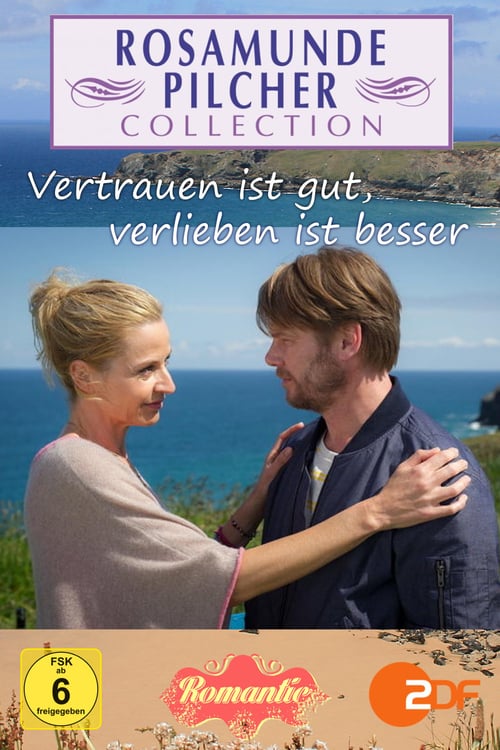 ROSAMUNDE
PILCHER
COLLECTION
Vertrauen ist gut,
verlieben ist besser
FSK
ab
6
freigegeben
Romantic
2DF